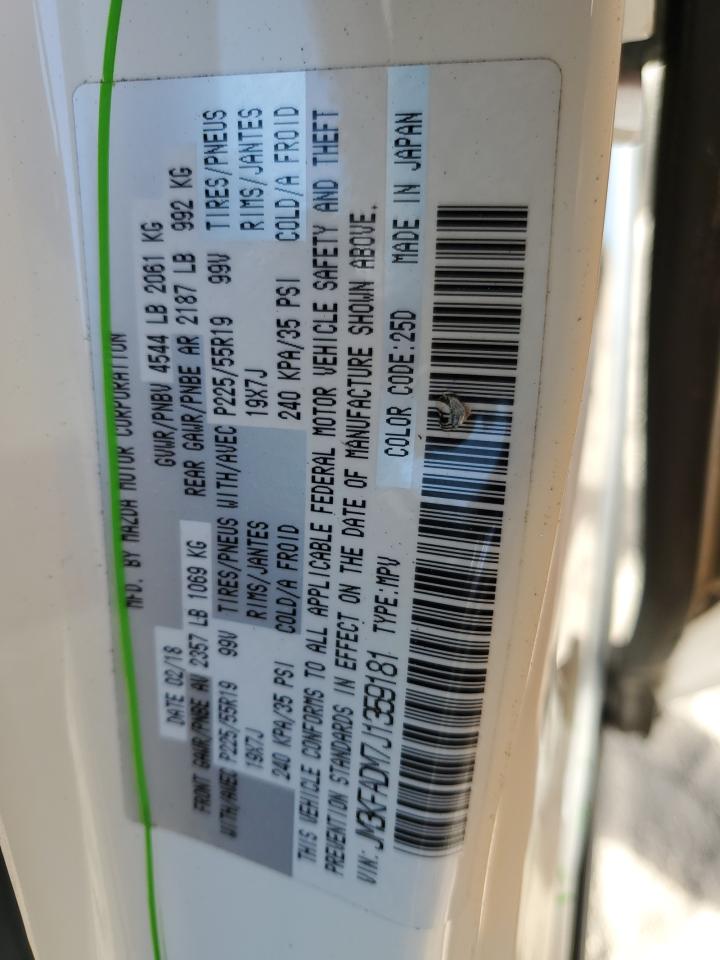 MFD. BY MAZDA MOTOR CORPORATION
DATE 02/18 GVWR/PNBV 4544 LB 2061 KG
FRONT GAWR/PNBE AV 2357 LB 1069 KG REAR GAWR/PNBE AR 2187 LB 992 KG
WITH/AVEC P225/55R19 99V TIRES/PNEUS WITH/AVEC P225/55R19 99V TIRES/PNEUS
19X7J RIMS/JANTES 19X7J RIMS/JANTES
240 KPA/35 PSI COLD/A FROID 240 KPA/35 PSI COLD/A FROID
THIS VEHICLE CONFORMS TO ALL APPLICABLE FEDERAL MOTOR VEHICLE SAFETY AND THEFT
PREVENTION STANDARDS IN EFFECT ON THE DATE OF MANUFACTURE SHOWN ABOVE.
VIN: JM3KFADM7J1359181 TYPE:MPV COLOR CODE:25D MADE IN JAPAN